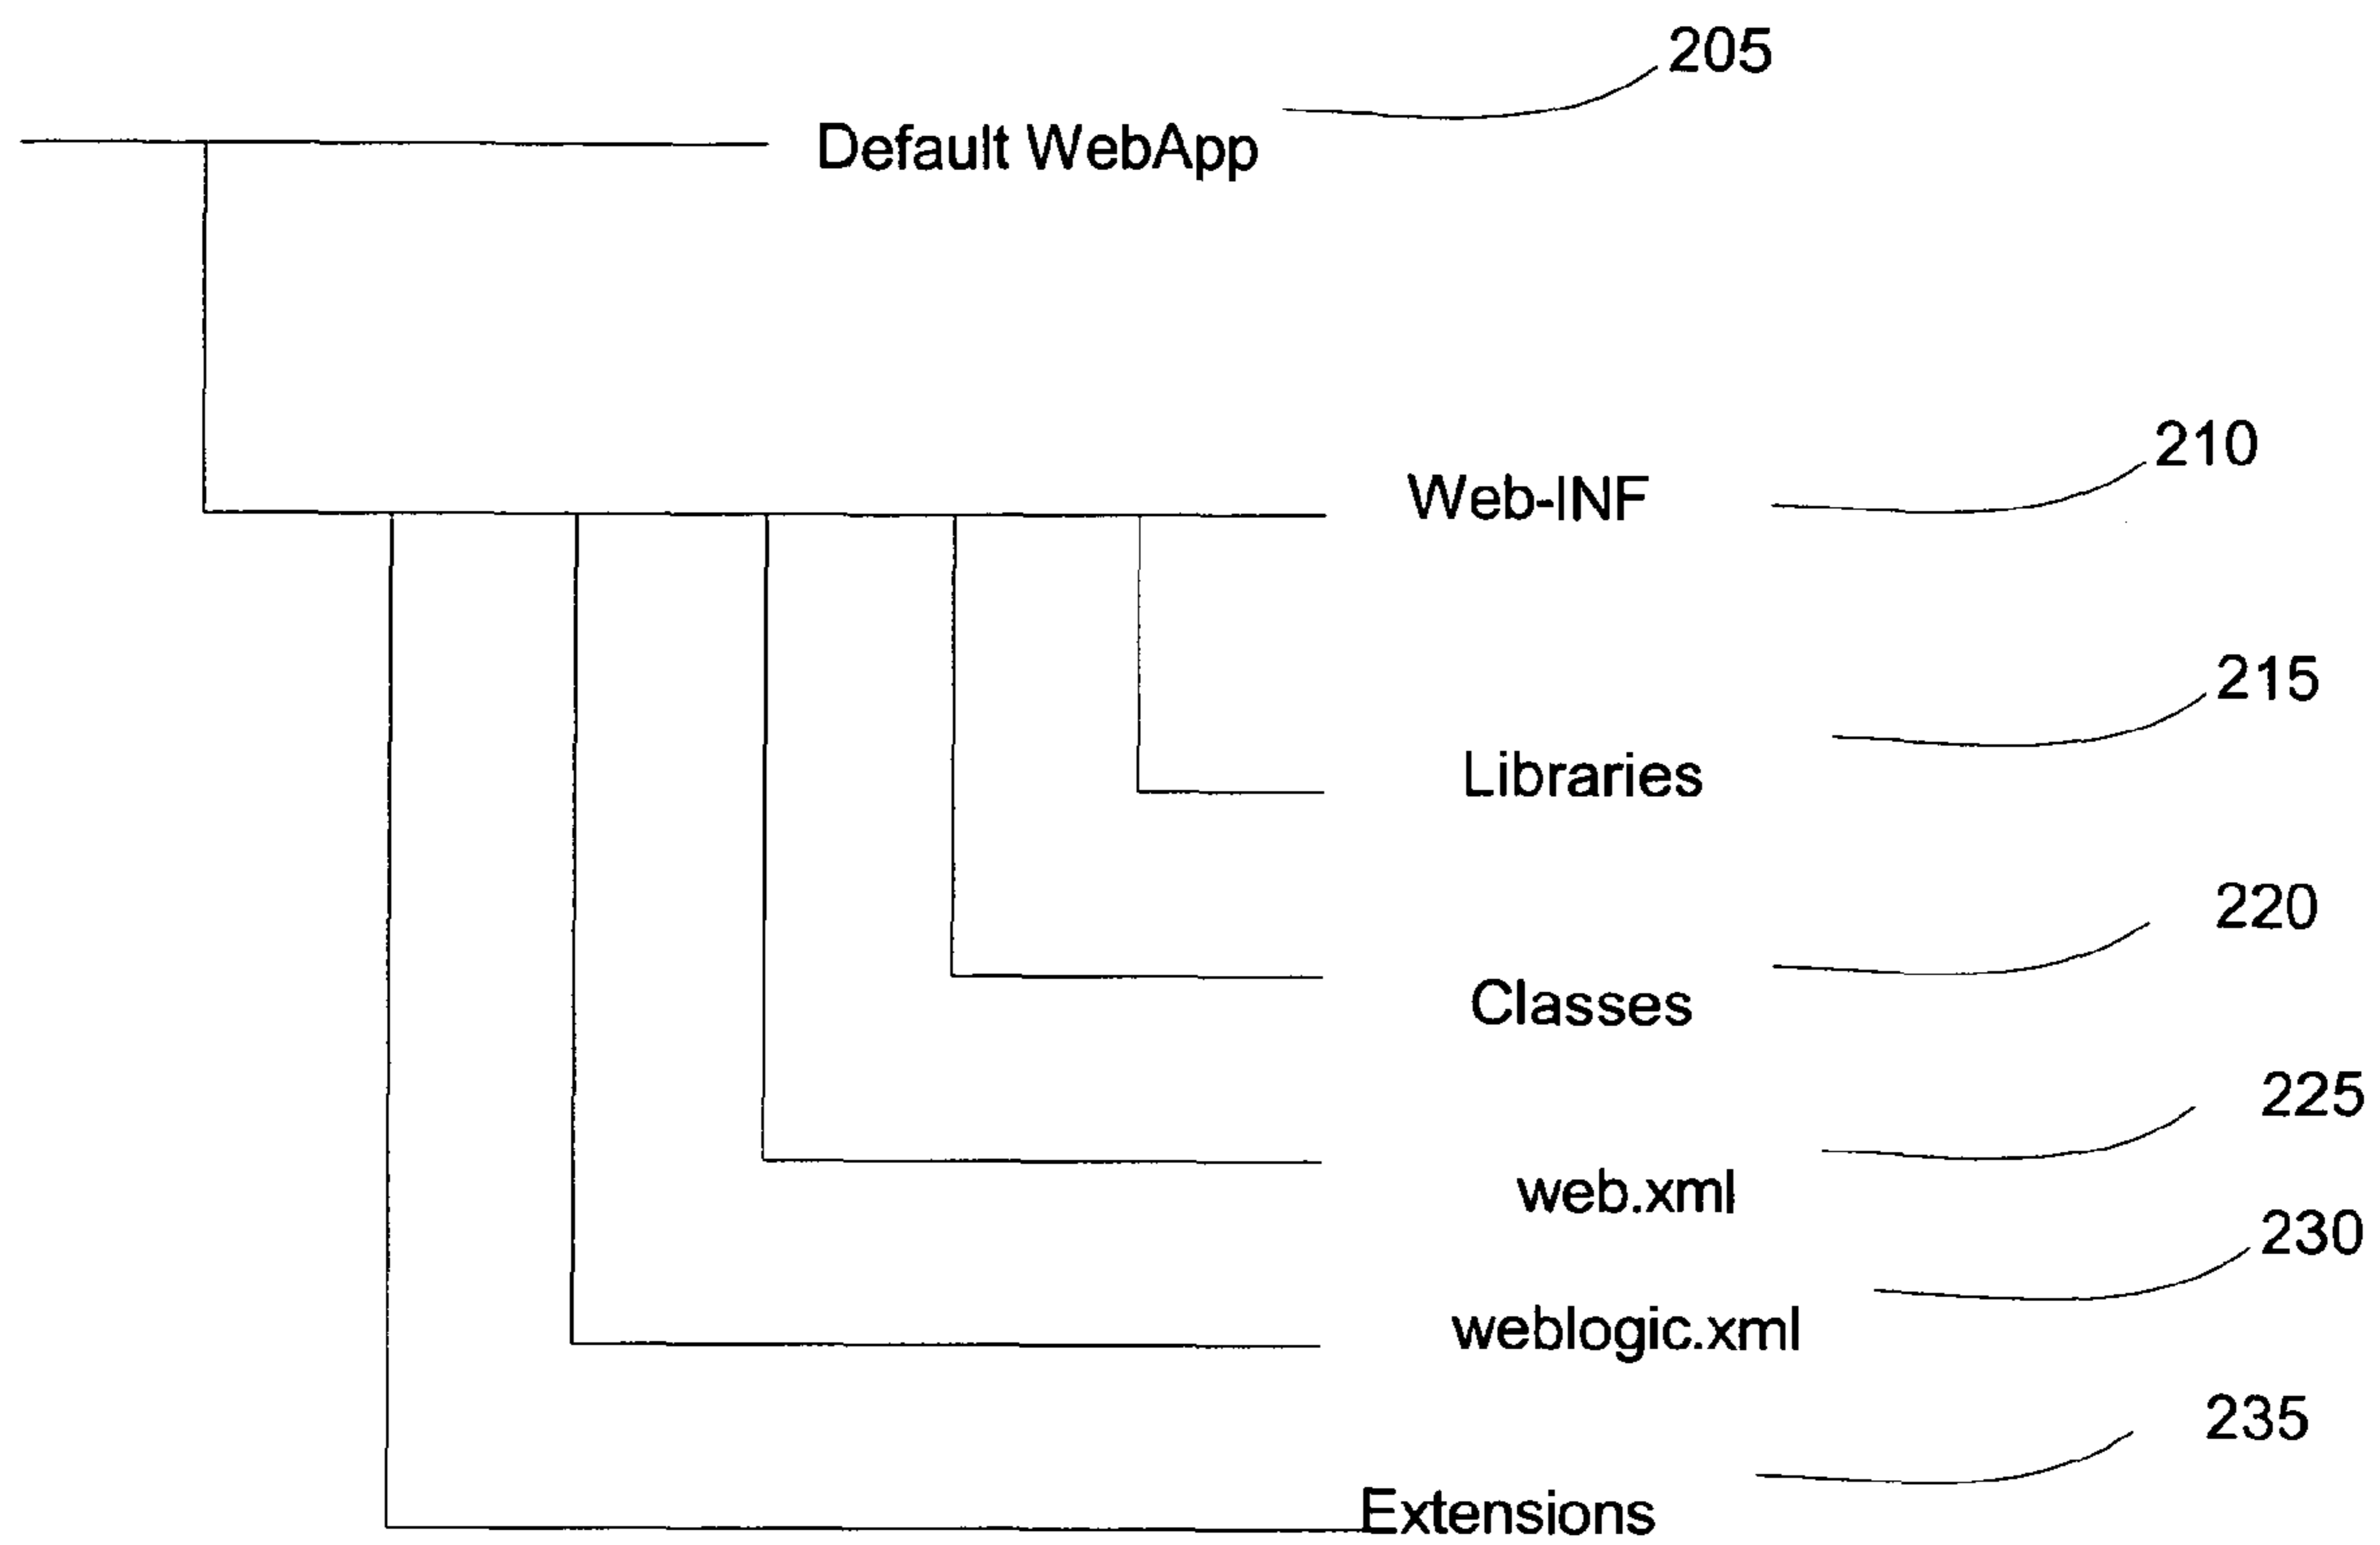 205
Default WebApp
210
Web-INF
215
Libraries
220
Classes
225
web.xml
230
weblogic.xml
235
Extensions